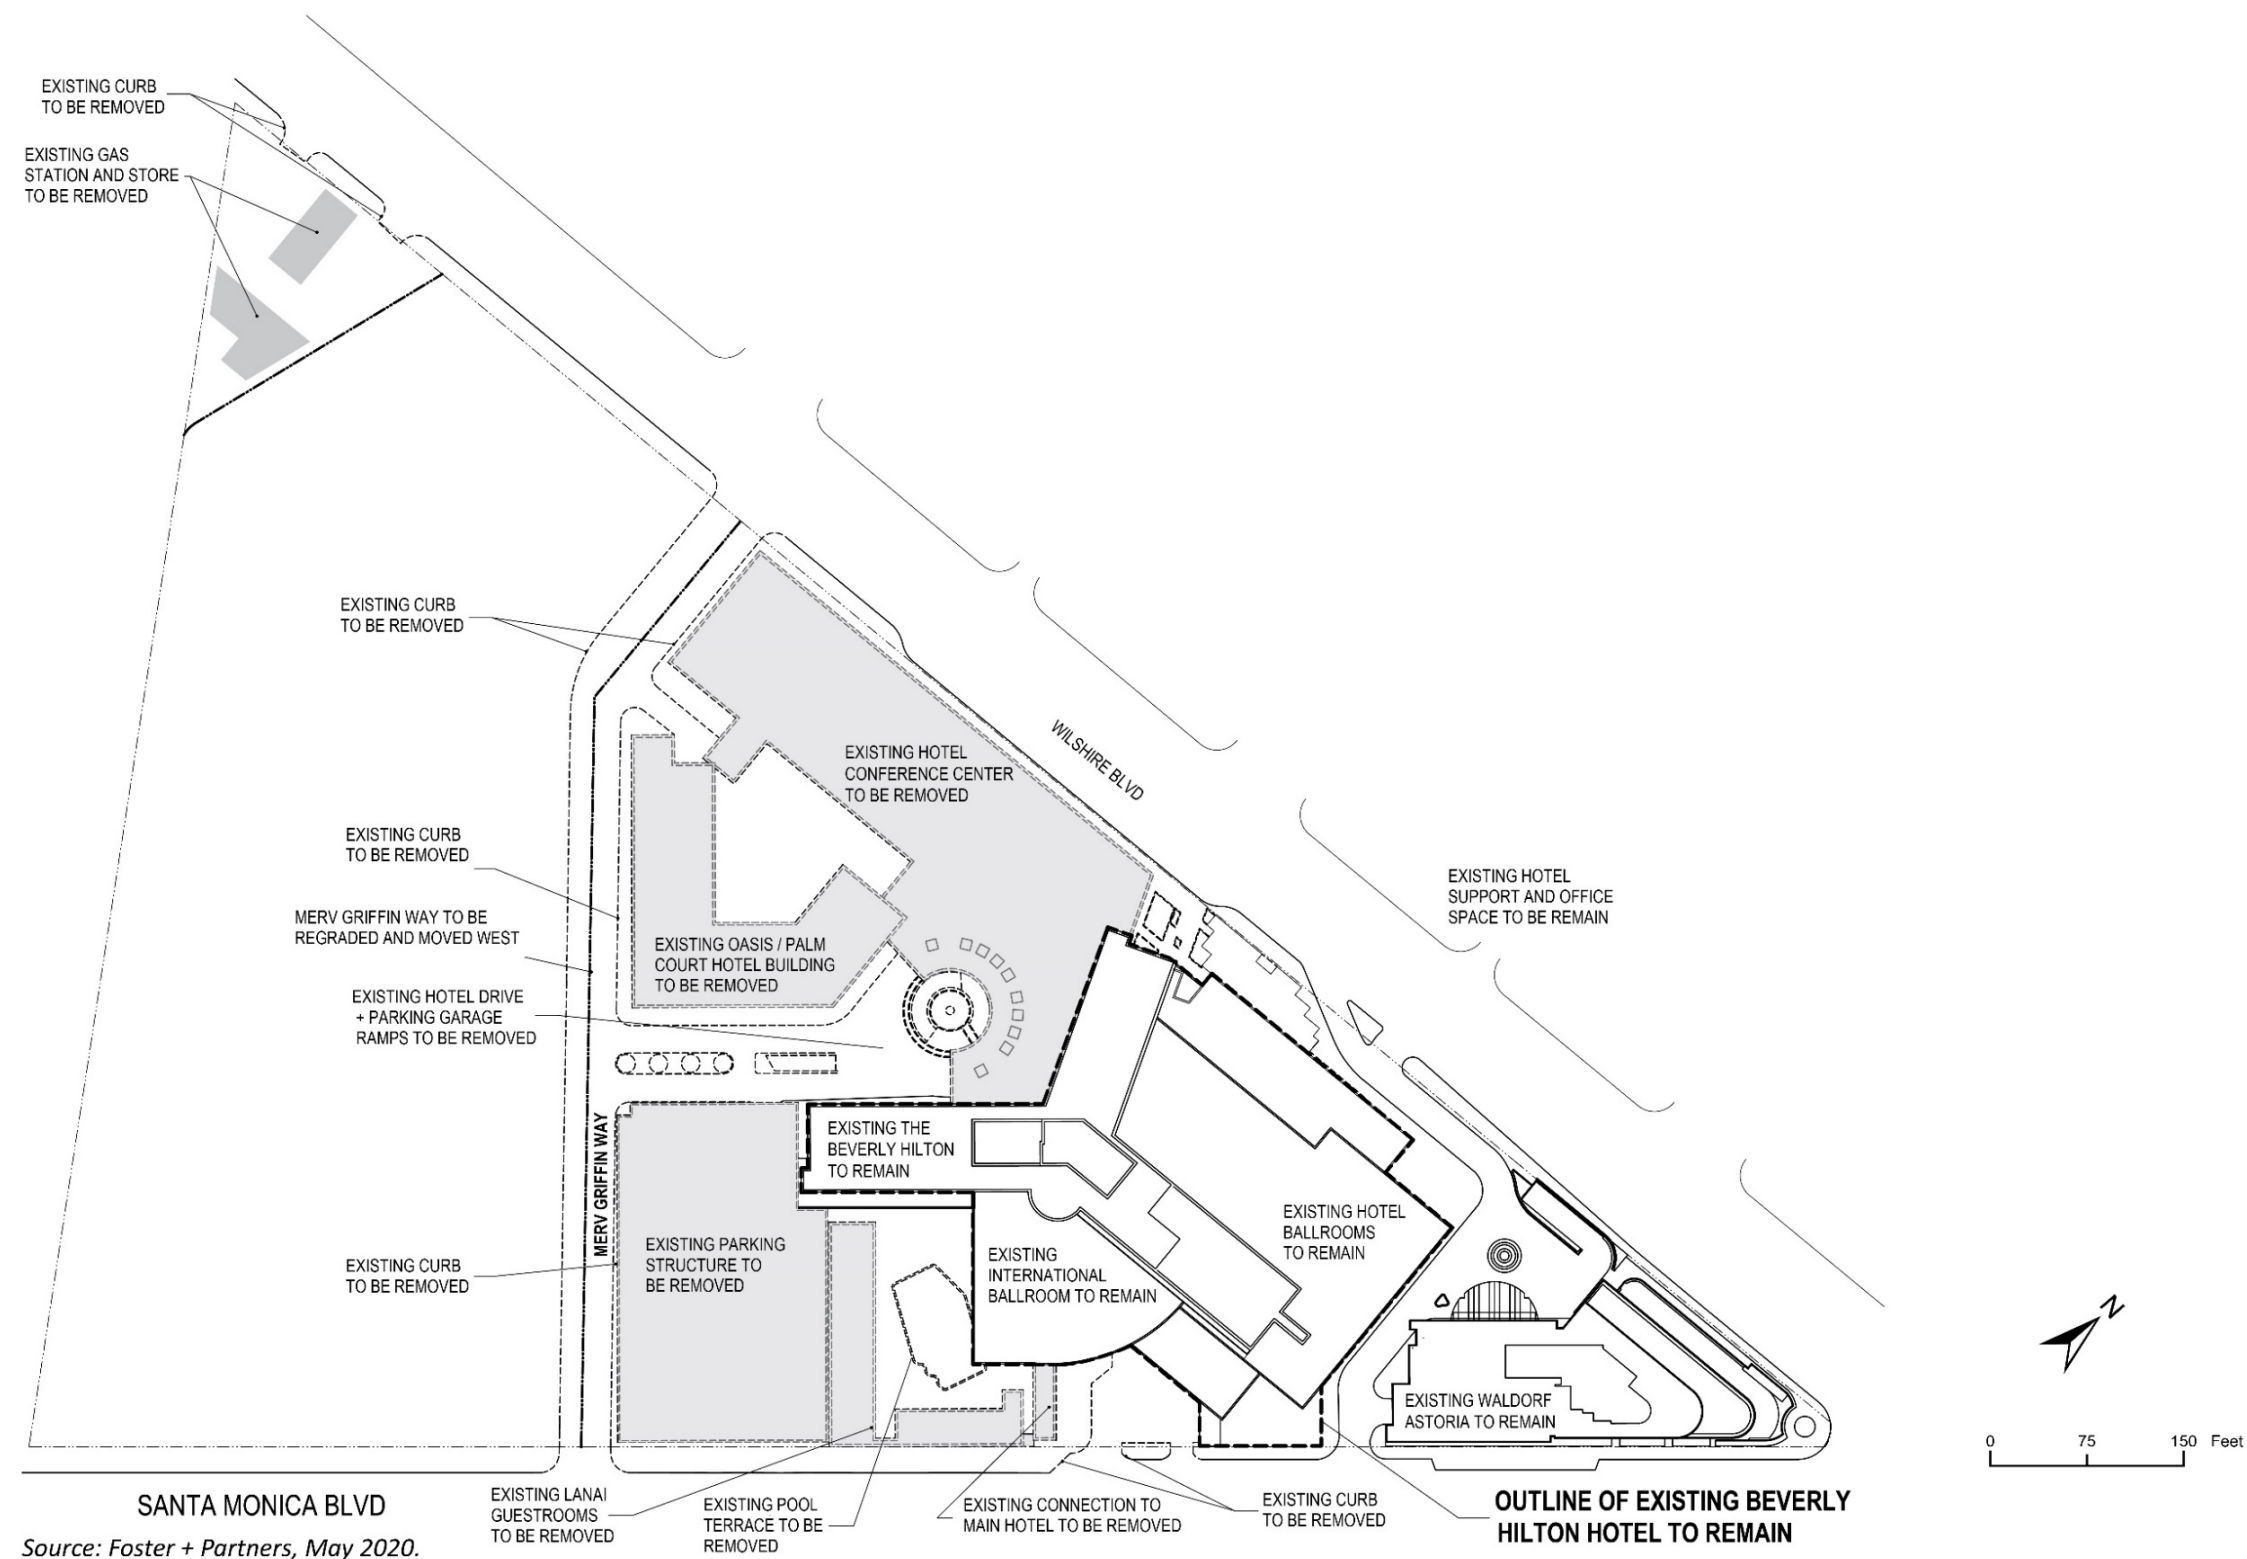 EXISTING CURB
TO BE REMOVED
EXISTING GAS
STATION AND STORE
TO BE REMOVED
EXISTING CURB
TO BE REMOVED
WILSHIRE BLVD
EXISTING HOTEL
CONFERENCE CENTER
TO BE REMOVED
EXISTING CURB
TO BE REMOVED
EXISTING HOTEL
SUPPORT AND OFFICE
SPACE TO BE REMAIN
MERV GRIFFIN WAY TO BE
REGRADED AND MOVED WEST
EXISTING OASIS / PALM
COURT HOTEL BUILDING
TO BE REMOVED
EXISTING HOTEL DRIVE
+ PARKING GARAGE
RAMPS TO BE REMOVED
MERV GRIFFIN WAY
EXISTING THE
BEVERLY HILTON
TO REMAIN
EXISTING HOTEL
BALLROOMS
TO REMAIN
EXISTING PARKING
STRUCTURE TO
BE REMOVED
EXISTING
INTERNATIONAL
BALLROOM TO REMAIN
EXISTING CURB
TO BE REMOVED
N
EXISTING WALDORF
ASTORIA TO REMAIN
0 75 150 Feet
SANTA MONICA BLVD
EXISTING LANAI
GUESTROOMS
TO BE REMOVED
EXISTING POOL
TERRACE TO BE
REMOVED
EXISTING CONNECTION TO
MAIN HOTEL TO BE REMOVED
EXISTING CURB
TO BE REMOVED
OUTLINE OF EXISTING BEVERLY
HILTON HOTEL TO REMAIN
Source: Foster + Partners, May 2020.